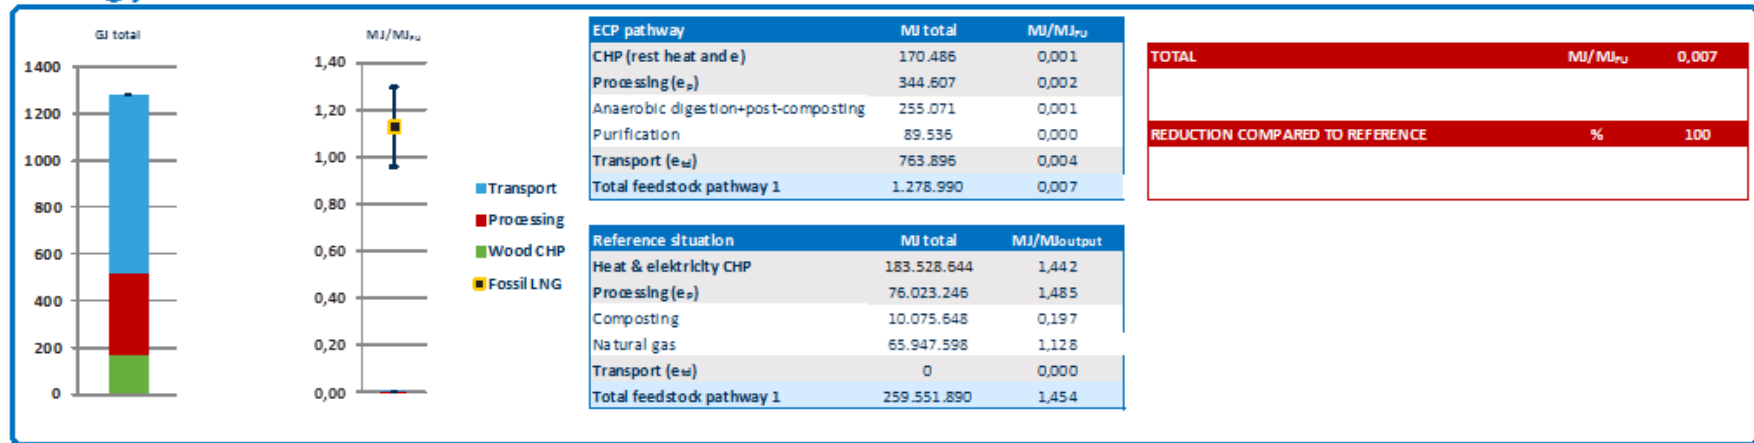 GJ total
1400
1200
1000
800
600
400
200
0
MJ/MJFU
1,40
1,20
1,00
0,80
0,60
0,40
0,20
0,00
Transport
Processing
Wood CHP
Fossil LNG
ECP pathway MJ total MJ/MJFU
CHP (rest heat and e) 170.486 0,001
Processing (ep) 344.607 0,002
Anaerobic digestion+post-composting 255.071 0,001
Purification 89.536 0,000
Transport (etd) 763.896 0,004
Total feedstock pathway 1 1.278.990 0,007
Reference situation MJ total MJ/MJoutput
Heat & elektricity CHP 183.528.644 1,442
Processing (ep) 76.023.246 1,485
Composting 10.075.648 0,197
Natural gas 65.947.598 1,128
Transport (etd) 0 0,000
Total feedstock pathway 1 259.551.890 1,454
TOTAL MJ/MJFU 0,007
REDUCTION COMPARED TO REFERENCE % 100